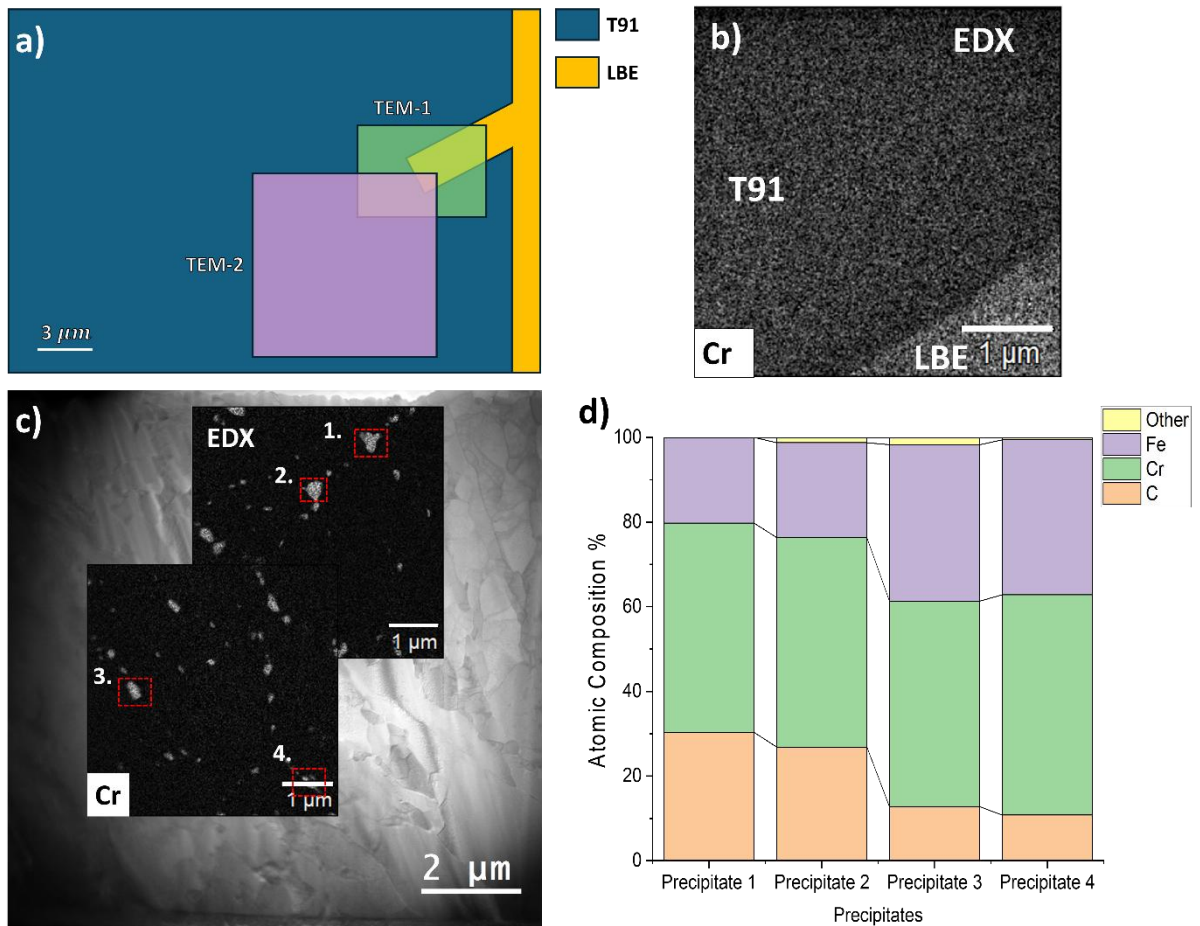 a)
T91
LBE
TEM-1
TEM-2
3 μm
b)
EDX
T91
LBE
1 μm
Cr
c)
EDX
1.
2.
1 μm
3.
4.
1 μm
Cr
2 μm
d)
Other
Fe
Cr
C
Atomic Composition %
100
80
60
40
20
0
Precipitate 1 Precipitate 2 Precipitate 3 Precipitate 4
Precipitates